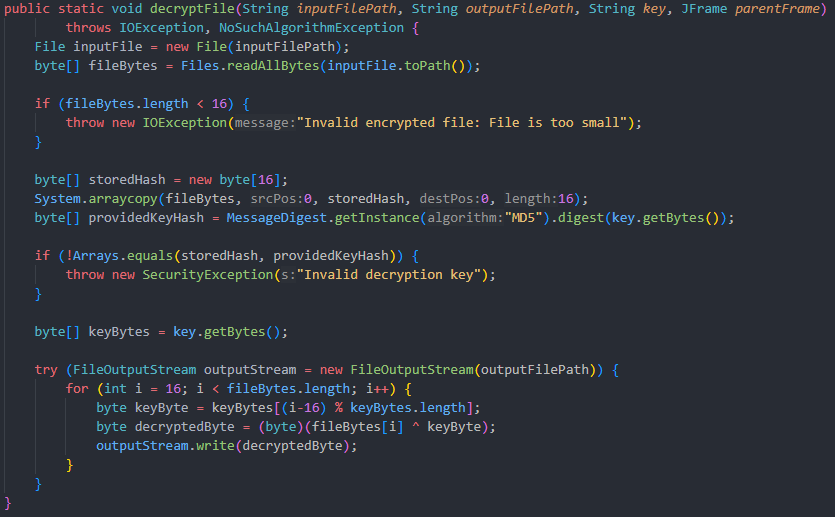 public static void decryptFile(String inputFilePath, String outputFilePath, String key, JFrame parentFrame)
        throws IOException, NoSuchAlgorithmException {
    File inputFile = new File(inputFilePath);
    byte[] fileBytes = Files.readAllBytes(inputFile.toPath());

    if (fileBytes.length < 16) {
        throw new IOException(message:"Invalid encrypted file: File is too small");
    }

    byte[] storedHash = new byte[16];
    System.arraycopy(fileBytes, srcPos:0, storedHash, destPos:0, length:16);
    byte[] providedKeyHash = MessageDigest.getInstance(algorithm:"MD5").digest(key.getBytes());

    if (!Arrays.equals(storedHash, providedKeyHash)) {
        throw new SecurityException(s:"Invalid decryption key");
    }

    byte[] keyBytes = key.getBytes();

    try (FileOutputStream outputStream = new FileOutputStream(outputFilePath)) {
        for (int i = 16; i < fileBytes.length; i++) {
            byte keyByte = keyBytes[(i-16) % keyBytes.length];
            byte decryptedByte = (byte)(fileBytes[i] ^ keyByte);
            outputStream.write(decryptedByte);
        }
    }
}